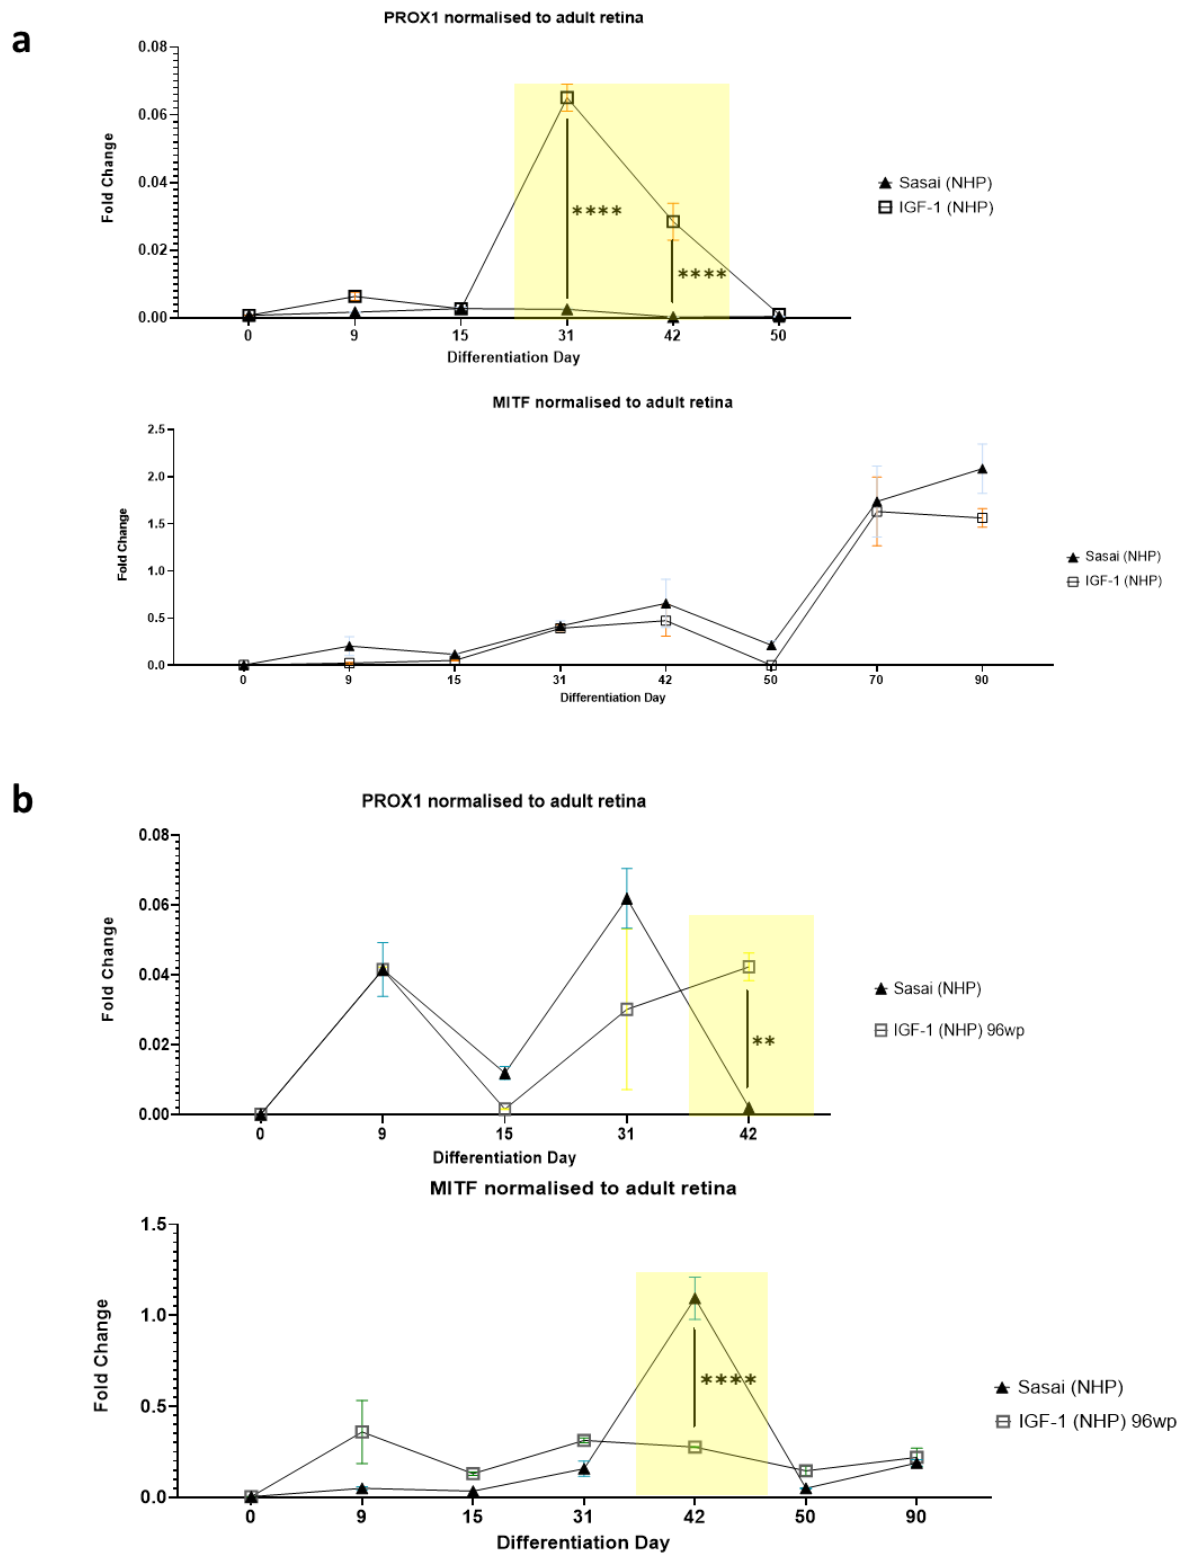 a
PROX1 normalised to adult retina
0.08
0.06
0.04
0.02
0.00
Fold Change
****
****
Sasai (NHP)
IGF-1 (NHP)
0 9 15 31 42 50
Differentiation Day
MITF normalised to adult retina
2.5
2.0
1.5
1.0
0.5
0.0
Fold Change
Sasai (NHP)
IGF-1 (NHP)
0 9 15 31 42 50 70 90
Differentiation Day
b
PROX1 normalised to adult retina
0.08
0.06
0.04
0.02
0.00
Fold Change
**
Sasai (NHP)
IGF-1 (NHP) 96wp
0 9 15 31 42
Differentiation Day
MITF normalised to adult retina
1.5
1.0
0.5
0.0
Fold Change
****
Sasai (NHP)
IGF-1 (NHP) 96wp
0 9 15 31 42 50 90
Differentiation Day